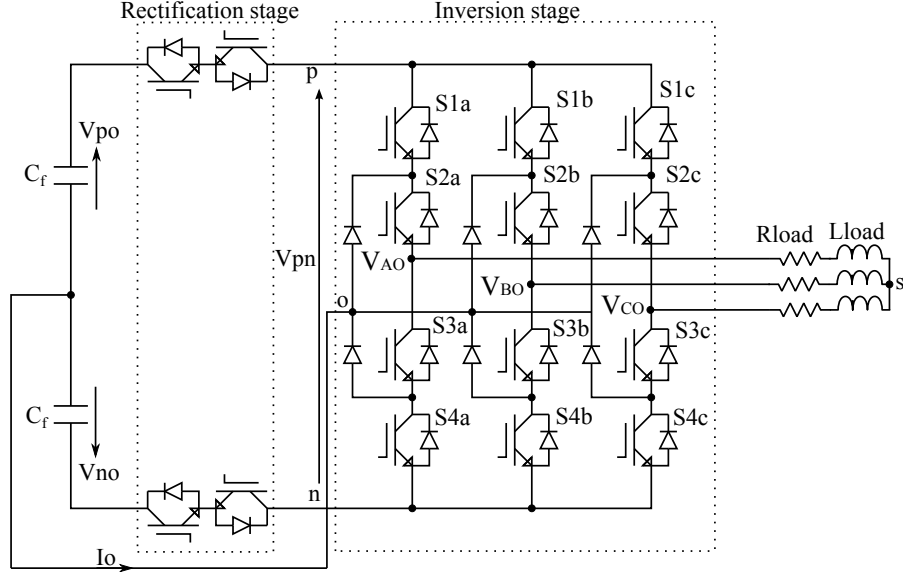 Rectification stage
Inversion stage
p
S1a
S1b
S1c
Vpo
Cf
S2a
S2b
S2c
Rload
Lload
Vpn
VAO
VBO
VCO
o
s
S3a
S3b
S3c
Cf
S4a
S4b
S4c
Vno
n
Io